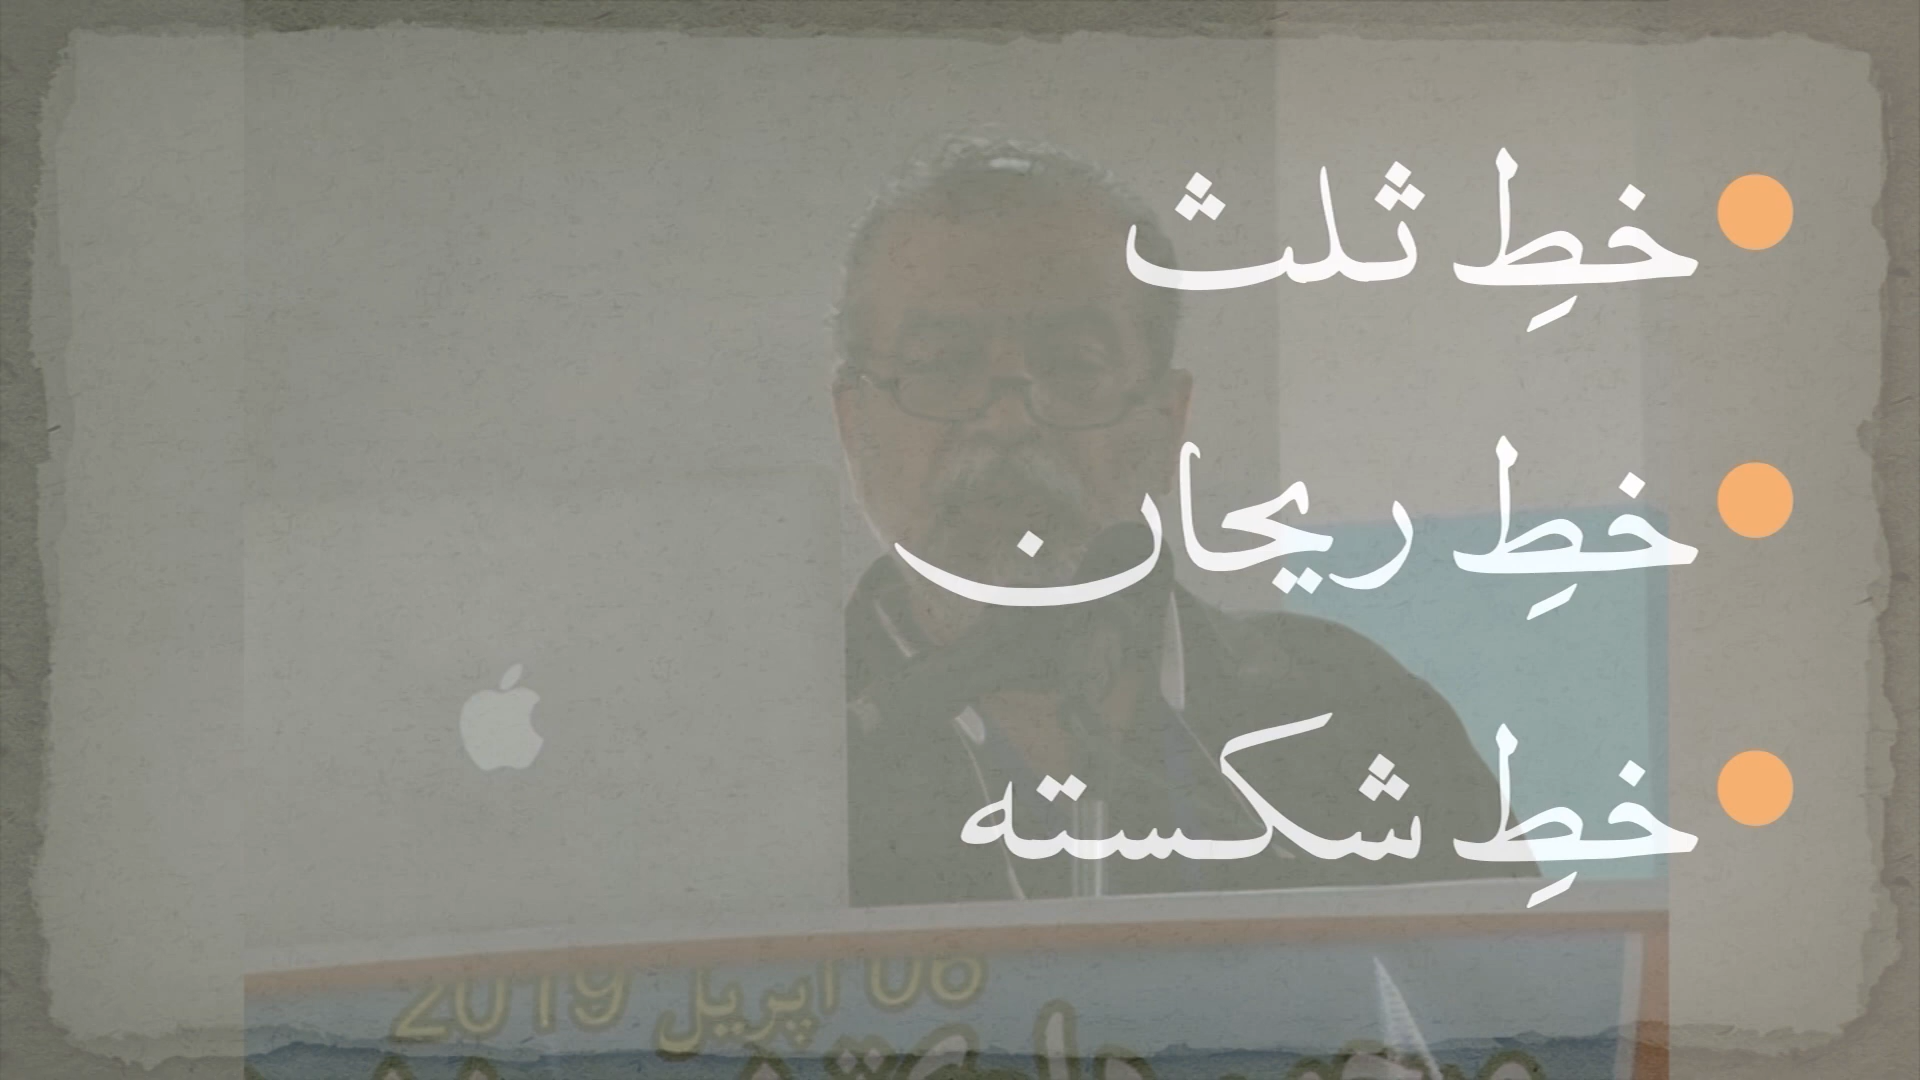 خطِ ثلث
خطِ ریحان
خطِ شکستہ
06 اپریل 2019